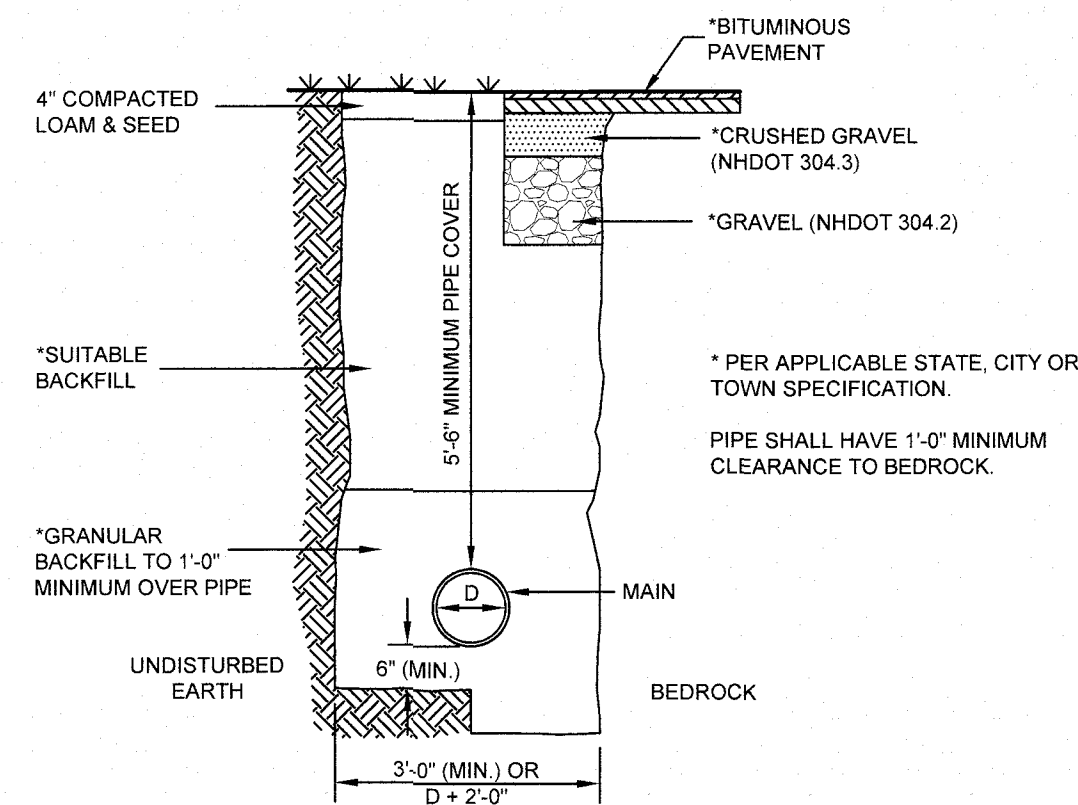 *BITUMINOUS
PAVEMENT
4" COMPACTED
LOAM & SEED
*CRUSHED GRAVEL
(NHDOT 304.3)
*GRAVEL (NHDOT 304.2)
5'-6" MINIMUM PIPE COVER
*SUITABLE
BACKFILL
* PER APPLICABLE STATE, CITY OR
TOWN SPECIFICATION.
PIPE SHALL HAVE 1'-0" MINIMUM
CLEARANCE TO BEDROCK.
*GRANULAR
BACKFILL TO 1'-0"
MINIMUM OVER PIPE
D
MAIN
6" (MIN.)
UNDISTURBED
EARTH
BEDROCK
3'-0" (MIN.) OR
D + 2'-0"